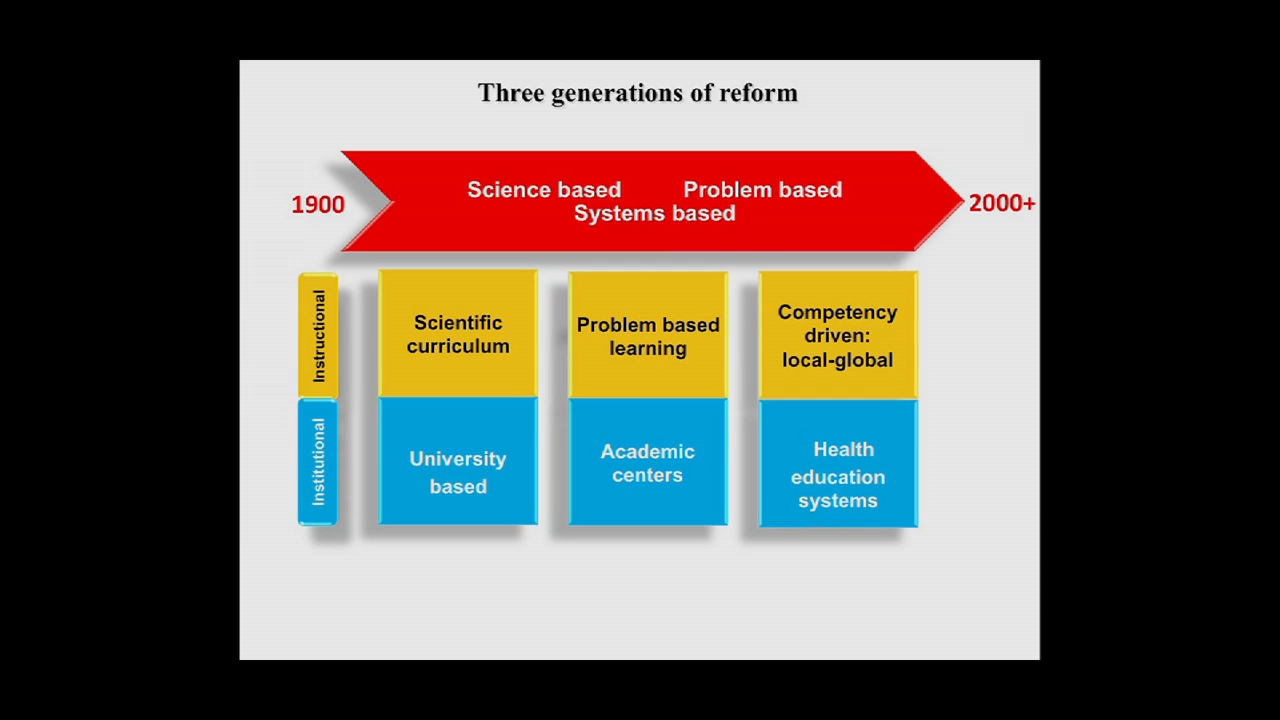 Three generations of reform
1900
Science based Problem based
Systems based
2000+
Instructional
Scientific
curriculum
Problem based
learning
Competency
driven:
local-global
Institutional
University
based
Academic
centers
Health
education
systems